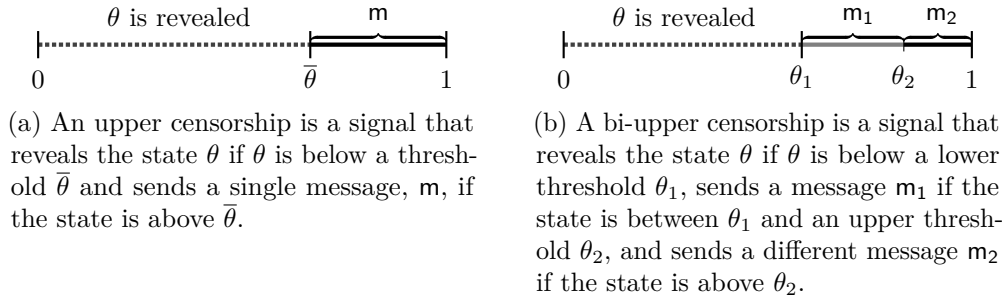 θ is revealed
m
0
θ̅
1
(a) An upper censorship is a signal that
reveals the state θ if θ is below a thresh-
old θ̅ and sends a single message, m, if
the state is above θ̅.
θ is revealed
m₁
m₂
0
θ₁
θ₂
1
(b) A bi-upper censorship is a signal that
reveals the state θ if θ is below a lower
threshold θ₁, sends a message m₁ if the
state is between θ₁ and an upper thresh-
old θ₂, and sends a different message m₂
if the state is above θ₂.